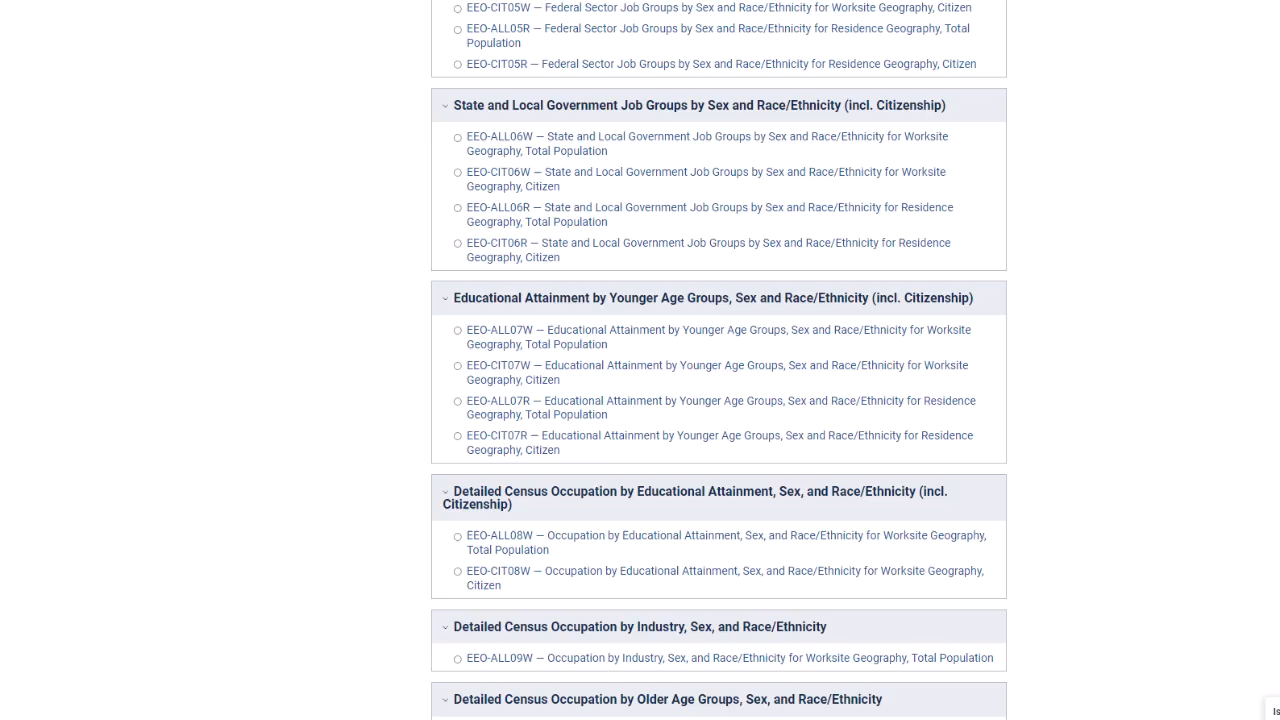 EEO-CIT05W — Federal Sector Job Groups by Sex and Race/Ethnicity for Worksite Geography, Citizen
EEO-ALL05R — Federal Sector Job Groups by Sex and Race/Ethnicity for Residence Geography, Total
Population
EEO-CIT05R — Federal Sector Job Groups by Sex and Race/Ethnicity for Residence Geography, Citizen
State and Local Government Job Groups by Sex and Race/Ethnicity (incl. Citizenship)
EEO-ALL06W — State and Local Government Job Groups by Sex and Race/Ethnicity for Worksite
Geography, Total Population
EEO-CIT06W — State and Local Government Job Groups by Sex and Race/Ethnicity for Worksite
Geography, Citizen
EEO-ALL06R — State and Local Government Job Groups by Sex and Race/Ethnicity for Residence
Geography, Total Population
EEO-CIT06R — State and Local Government Job Groups by Sex and Race/Ethnicity for Residence
Geography, Citizen
Educational Attainment by Younger Age Groups, Sex and Race/Ethnicity (incl. Citizenship)
EEO-ALL07W — Educational Attainment by Younger Age Groups, Sex and Race/Ethnicity for Worksite
Geography, Total Population
EEO-CIT07W — Educational Attainment by Younger Age Groups, Sex and Race/Ethnicity for Worksite
Geography, Citizen
EEO-ALL07R — Educational Attainment by Younger Age Groups, Sex and Race/Ethnicity for Residence
Geography, Total Population
EEO-CIT07R — Educational Attainment by Younger Age Groups, Sex and Race/Ethnicity for Residence
Geography, Citizen
Detailed Census Occupation by Educational Attainment, Sex, and Race/Ethnicity (incl.
Citizenship)
EEO-ALL08W — Occupation by Educational Attainment, Sex, and Race/Ethnicity for Worksite Geography,
Total Population
EEO-CIT08W — Occupation by Educational Attainment, Sex, and Race/Ethnicity for Worksite Geography,
Citizen
Detailed Census Occupation by Industry, Sex, and Race/Ethnicity
EEO-ALL09W — Occupation by Industry, Sex, and Race/Ethnicity for Worksite Geography, Total Population
Detailed Census Occupation by Older Age Groups, Sex, and Race/Ethnicity
Is